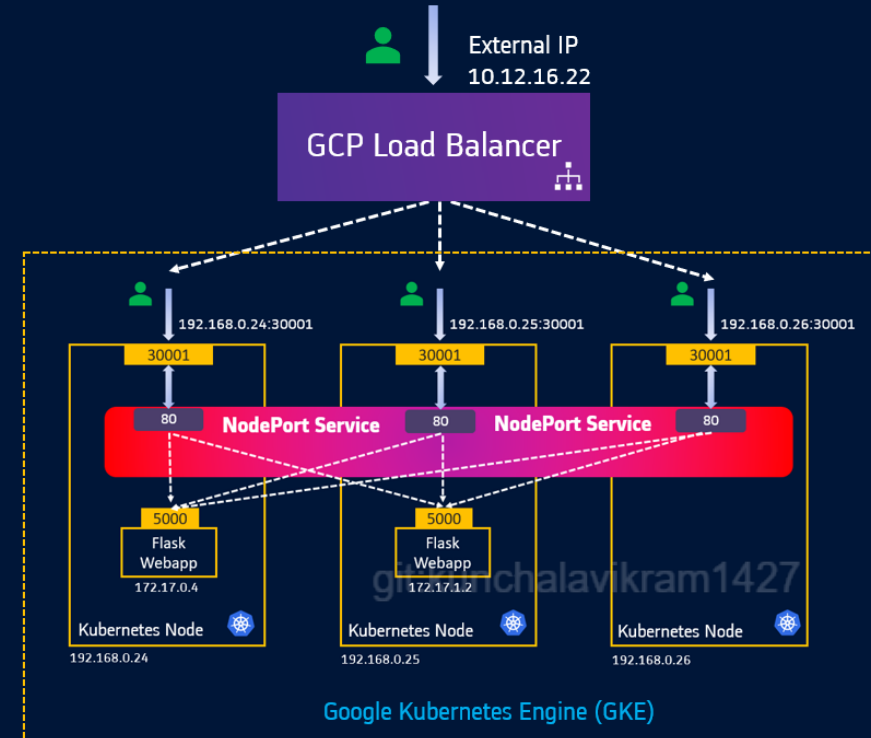 External IP
10.12.16.22
GCP Load Balancer
192.168.0.24:30001
192.168.0.25:30001
192.168.0.26:30001
30001
30001
30001
80
NodePort Service
80
NodePort Service
80
5000
5000
Flask
Webapp
Flask
Webapp
172.17.0.4
172.17.1.2
git:kunchalavikram1427
Kubernetes Node
Kubernetes Node
Kubernetes Node
192.168.0.24
192.168.0.25
192.168.0.26
Google Kubernetes Engine (GKE)